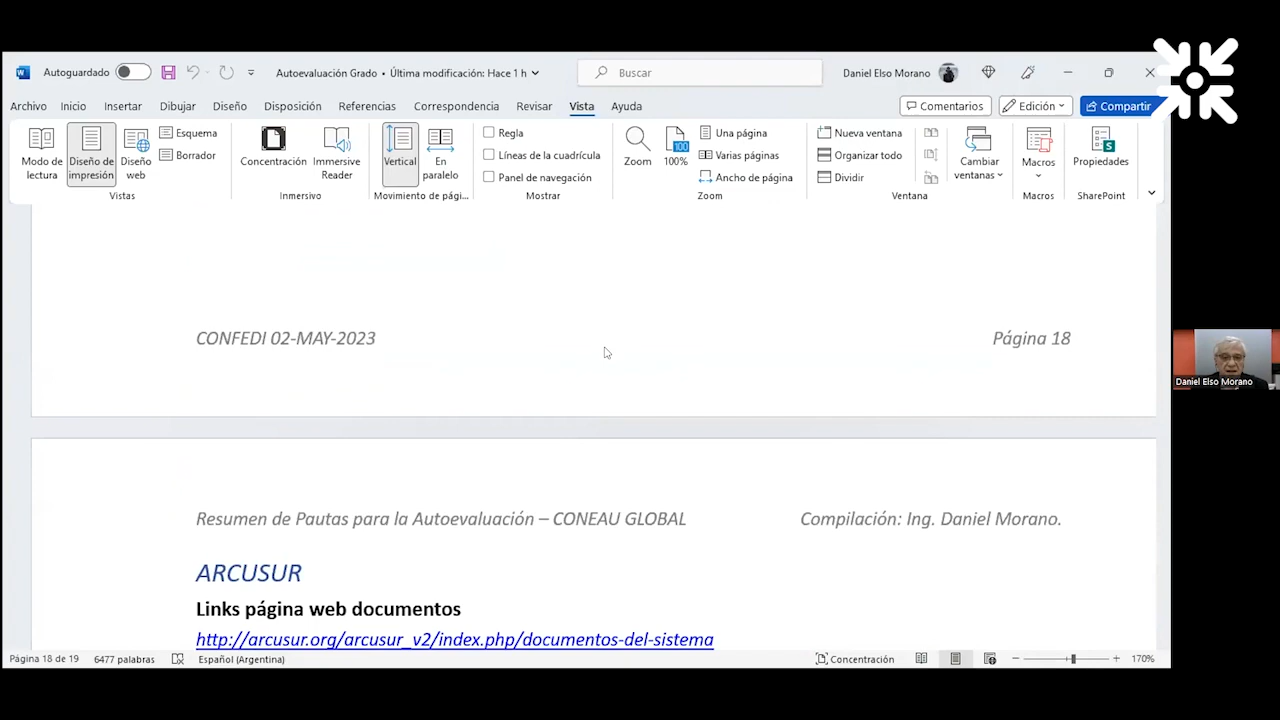 Autoguardado
Autoevaluación Grado • Última modificación: Hace 1 h
Buscar
Daniel Elso Morano
Archivo Inicio Insertar Dibujar Diseño Disposición Referencias Correspondencia Revisar Vista Ayuda
Comentarios Edición Compartir
Modo de lectura
Diseño de impresión
Diseño web
Esquema
Borrador
Vistas
Concentración
Immersive Reader
Inmersivo
Vertical
En paralelo
Movimiento de pági...
Regla
Líneas de la cuadrícula
Panel de navegación
Mostrar
Zoom
100
100%
Una página
Varias páginas
Ancho de página
Zoom
Nueva ventana
Organizar todo
Dividir
Cambiar ventanas
Ventana
Macros
Macros
Propiedades
SharePoint
CONFEDI 02-MAY-2023 Página 18
Daniel Elso Morano
Resumen de Pautas para la Autoevaluación – CONEAU GLOBAL Compilación: Ing. Daniel Morano.
ARCUSUR
Links página web documentos
http://arcusur.org/arcusur_v2/index.php/documentos-del-sistema
Página 18 de 19 6477 palabras Español (Argentina) Concentración 170%